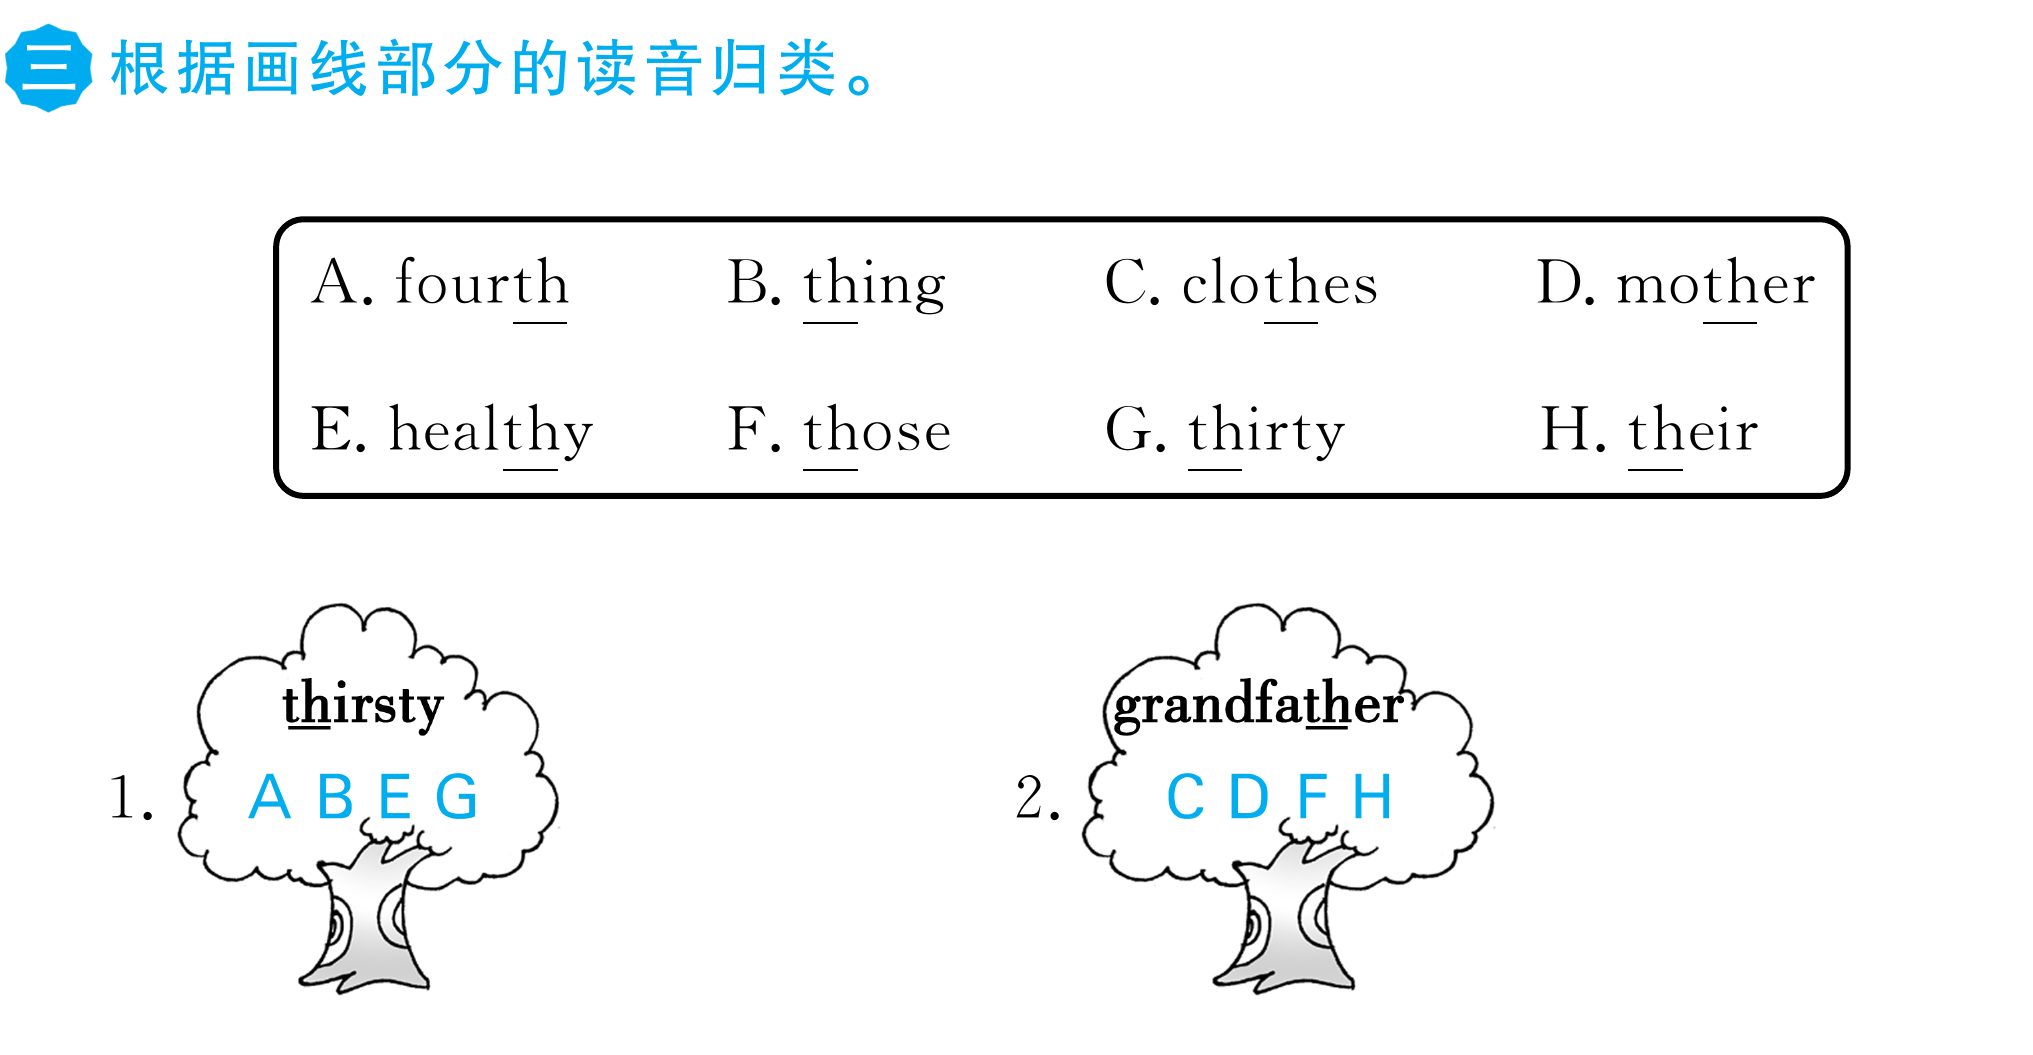 三 根据画线部分的读音归类。
A. fourth B. thing C. clothes D. mother
E. healthy F. those G. thirty H. their
thirsty grandfather
1. A B E G 2. C D F H